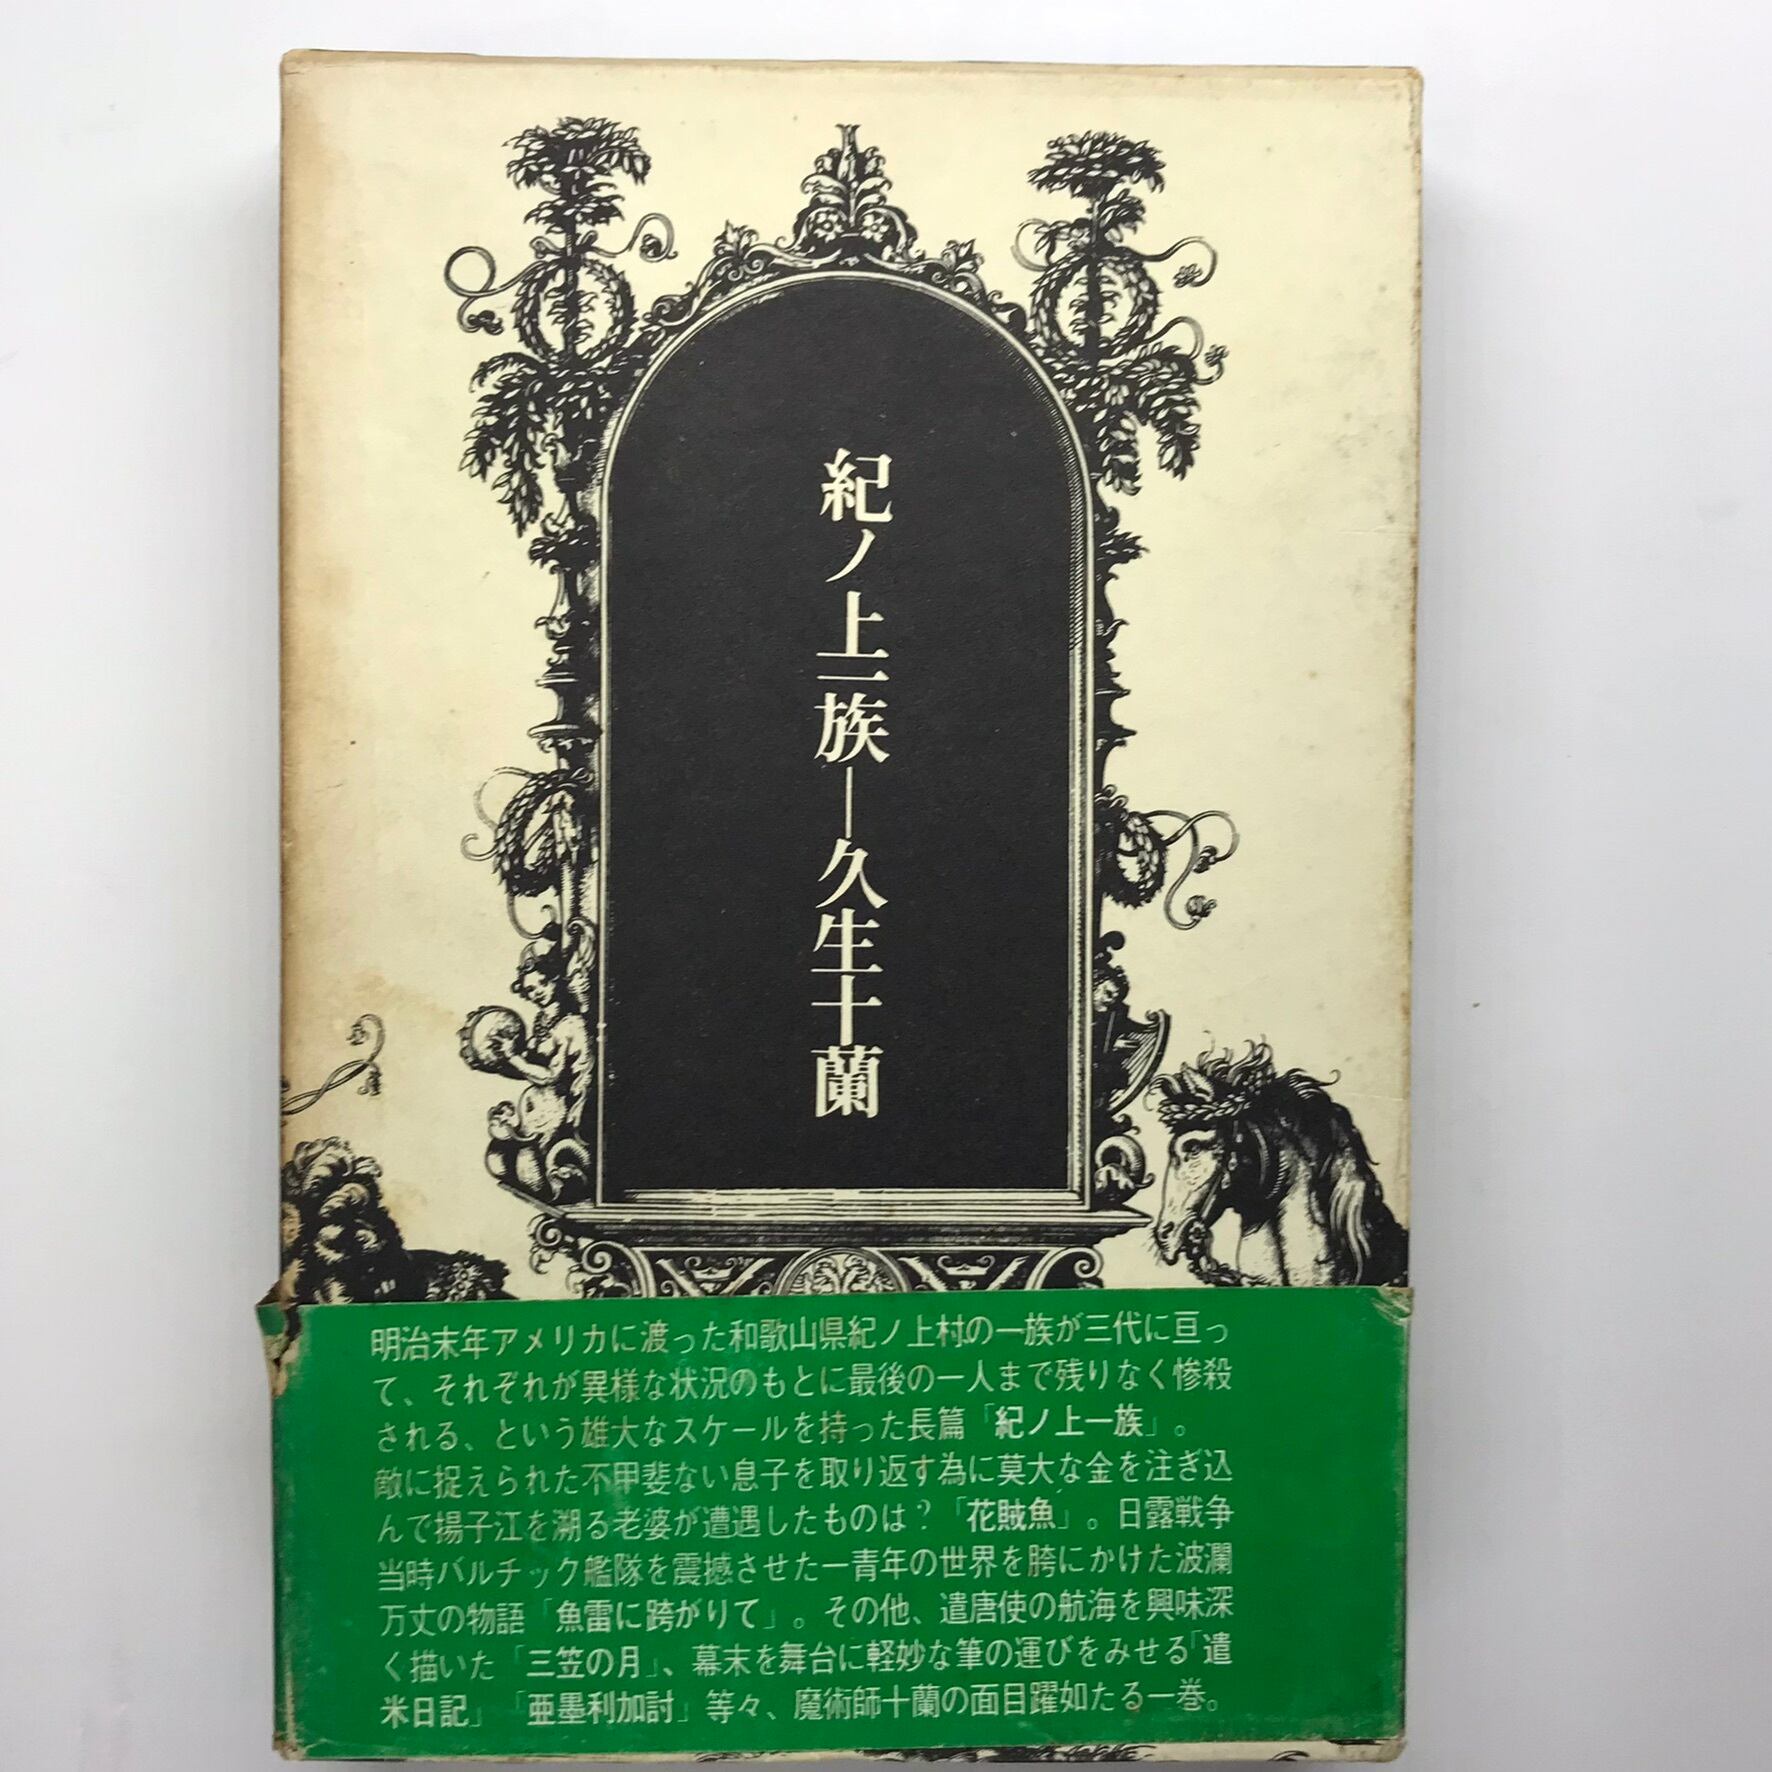 紀ノ上一族―久生十蘭
明治末年アメリカに渡った和歌山県紀ノ上村の一族が三代に亘っ
て、それぞれが異様な状況のもとに最後の一人まで残りなく惨殺
される、という雄大なスケールを持った長篇「紀ノ上一族」。
敵に捉えられた不甲斐ない息子を取り返す為に莫大な金を注ぎ込
んで揚子江を溯る老婆が遭遇したものは？「花賊魚」。日露戦争
当時バルチック艦隊を震撼させた一青年の世界を胯にかけた波瀾
万丈の物語「魚雷に跨がりて」。その他、遣唐使の航海を興味深
く描いた「三笠の月」、幕末を舞台に軽妙な筆の運びをみせる「遣
米日記」「亜墨利加討」等々、魔術師十蘭の面目躍如たる一巻。